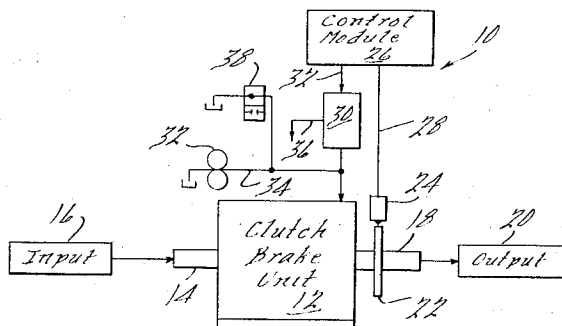 Control
Module
26
10
38
32
30
28
36
32
34
24
18
16
Input
14
Clutch
Brake
Unit
12
20
Output
22